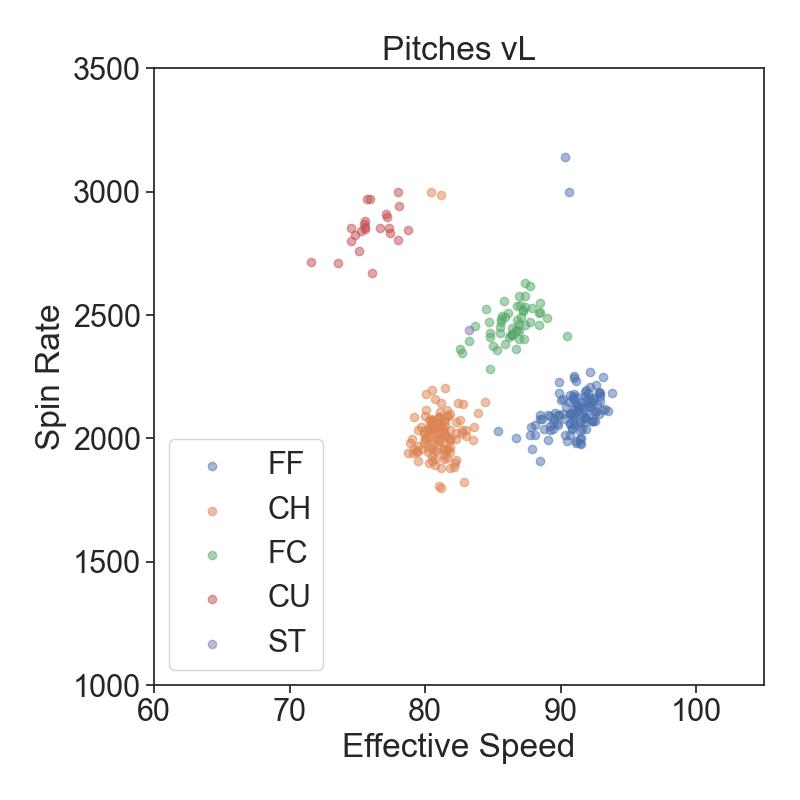 Pitches vL
3500
3000
2500
2000
1500
1000
Spin Rate
FF
CH
FC
CU
ST
60 70 80 90 100
Effective Speed